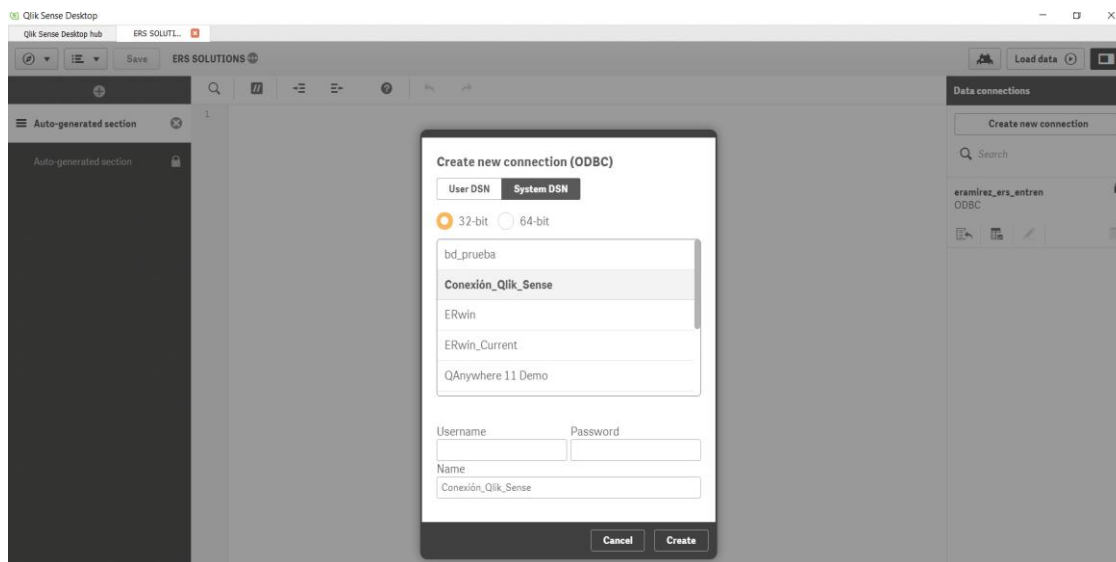 Qlik Sense Desktop
Qlik Sense Desktop hub
ERS SOLUTI...
Save
ERS SOLUTIONS
Load data
Data connections
Create new connection
Search
eramirez_ers_entren
ODBC
Auto-generated section
Auto-generated section
1
Create new connection (ODBC)
User DSN
System DSN
32-bit
64-bit
bd_prueba
Conexión_Qlik_Sense
ERwin
ERwin_Current
QAnywhere 11 Demo
Username
Password
Name
Conexión_Qlik_Sense
Cancel
Create